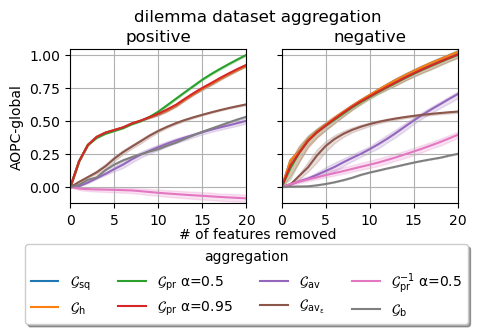 dilemma dataset aggregation
positive
negative
1.00
0.75
0.50
0.25
0.00
AOPC-global
0 5 10 15 20
0 5 10 15 20
# of features removed
aggregation
𝒢sq 𝒢pr α=0.5 𝒢av 𝒢pr⁻¹ α=0.5
𝒢h 𝒢pr α=0.95 𝒢avε 𝒢b